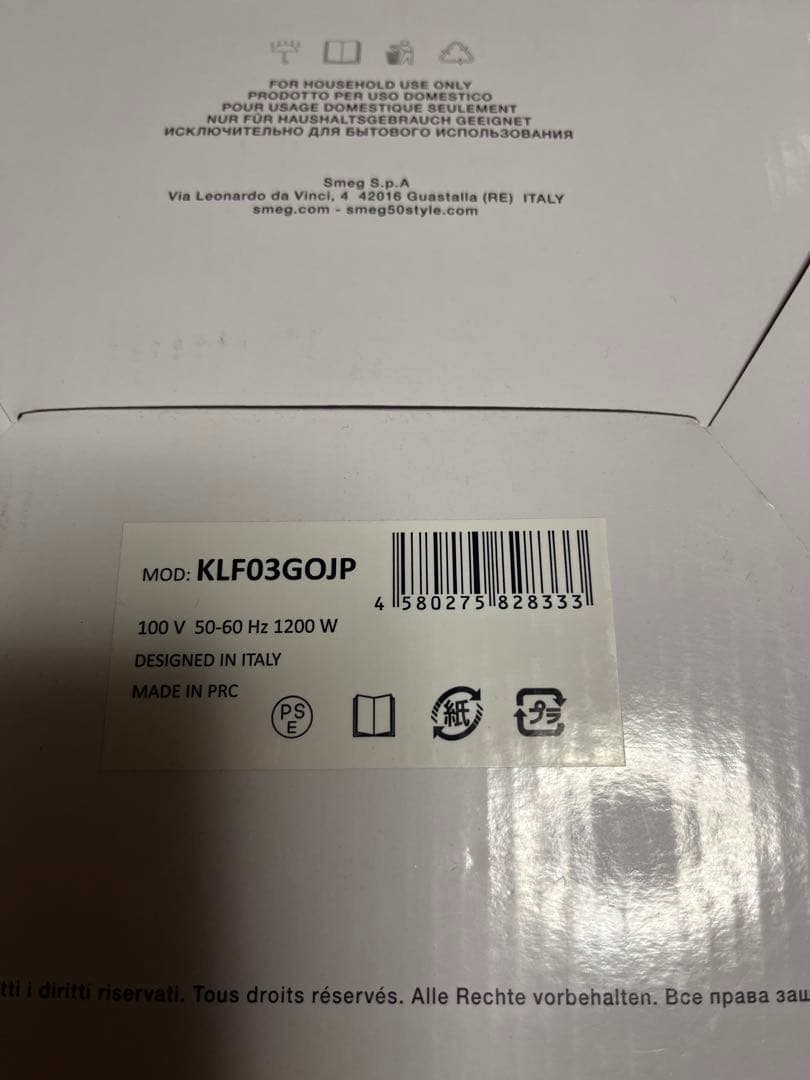 FOR HOUSEHOLD USE ONLY
PRODOTTO PER USO DOMESTICO
POUR USAGE DOMESTIQUE SEULEMENT
NUR FÜR HAUSHALTSGEBRAUCH GEEIGNET
ИСКЛЮЧИТЕЛЬНО ДЛЯ БЫТОВОГО ИСПОЛЬЗОВАНИЯ
Smeg S.p.A
Via Leonardo da Vinci, 4 42016 Guastalla (RE) ITALY
smeg.com - smeg50style.com
MOD: KLF03GOJP
4 580275 828333
100 V 50-60 Hz 1200 W
DESIGNED IN ITALY
MADE IN PRC
PS
E
紙
プラ
tti i diritti riservati. Tous droits réservés. Alle Rechte vorbehalten. Все права защ